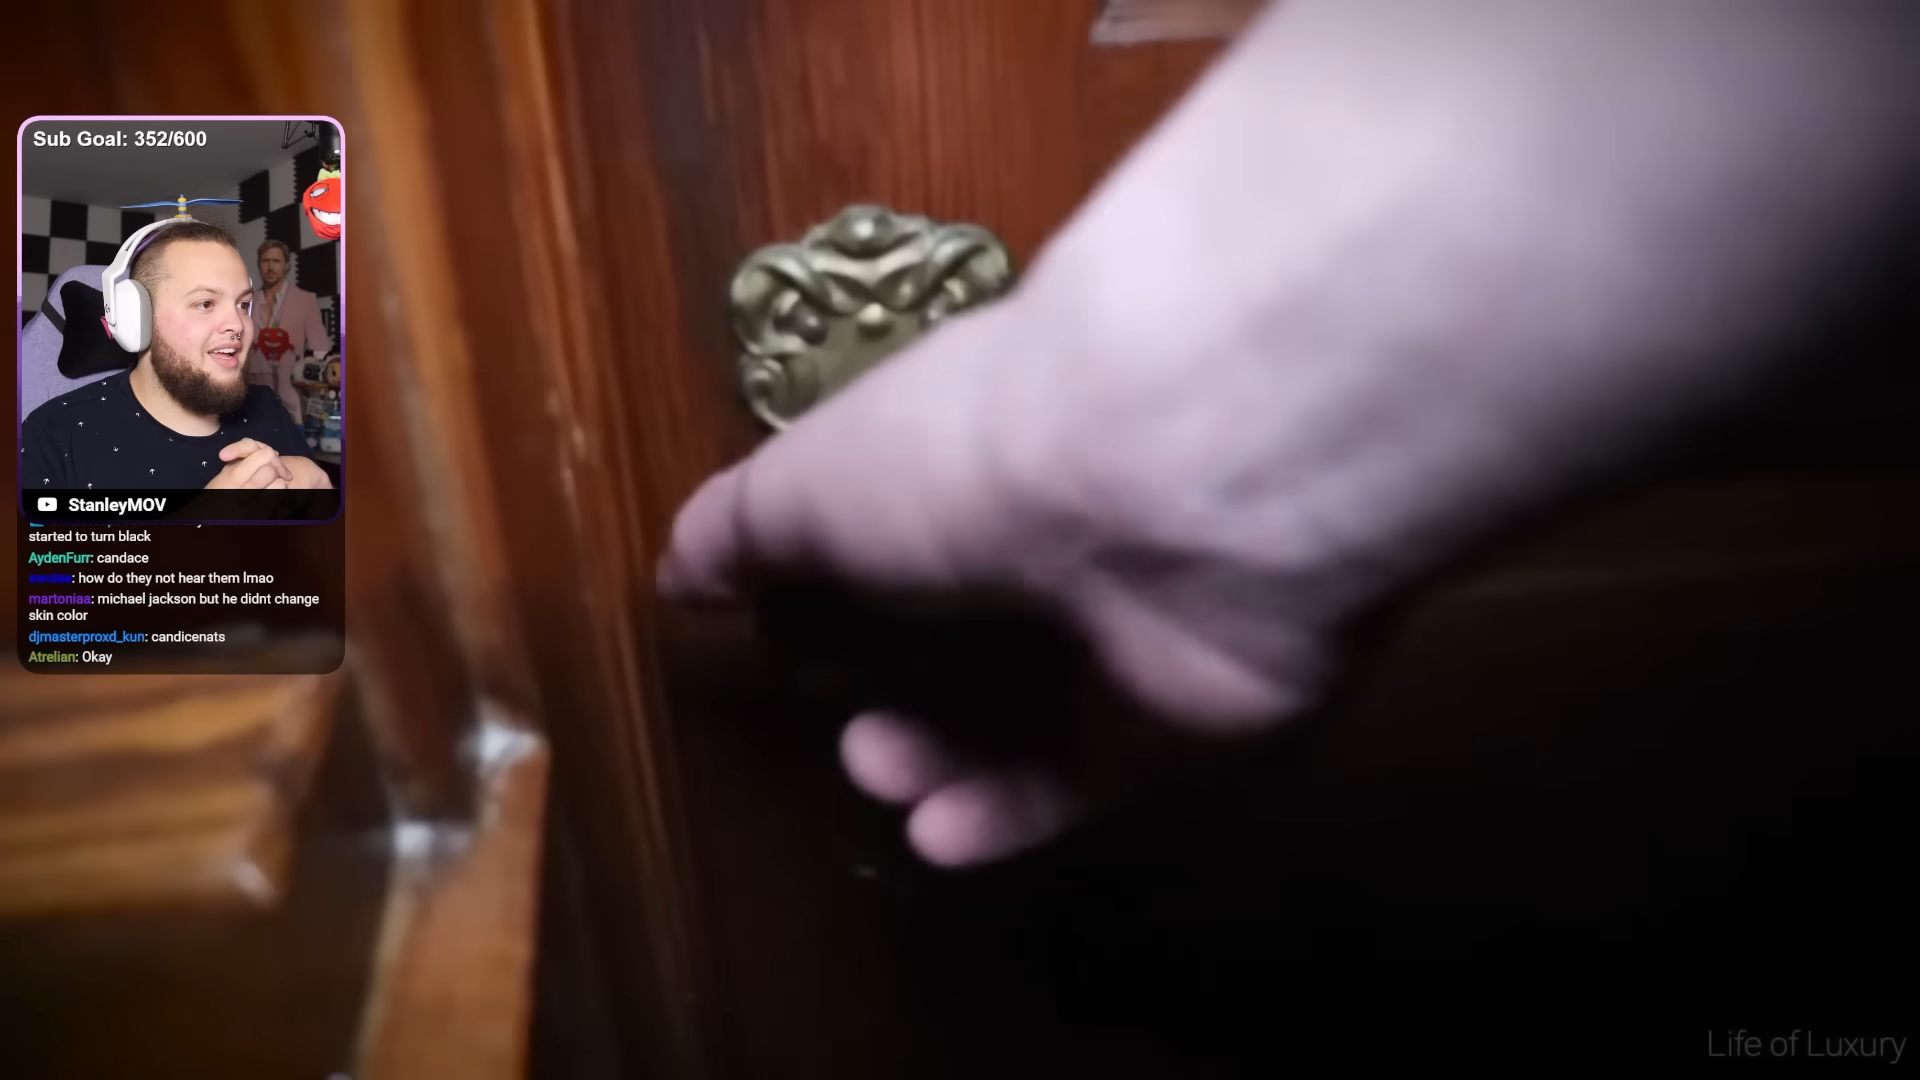 Sub Goal: 352/600
StanleyMOV
started to turn black
AydenFurr: candace
: how do they not hear them lmao
martoniaa: michael jackson but he didnt change
skin color
djmasterproxd_kun: candicenats
Atrelian: Okay
Life of Luxury